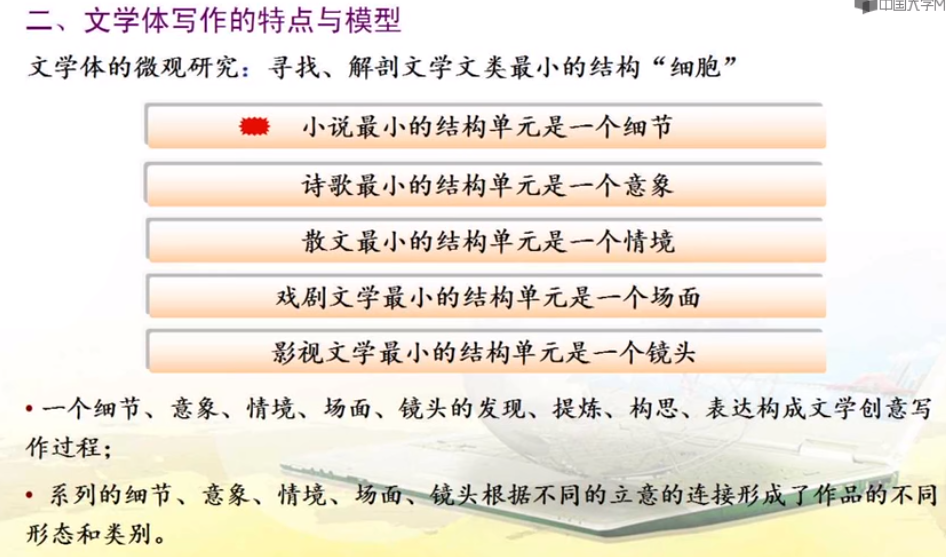 中国大学M
二、文学体写作的特点与模型
文学体的微观研究：寻找、解剖文学文类最小的结构“细胞”
小说最小的结构单元是一个细节
诗歌最小的结构单元是一个意象
散文最小的结构单元是一个情境
戏剧文学最小的结构单元是一个场面
影视文学最小的结构单元是一个镜头
• 一个细节、意象、情境、场面、镜头的发现、提炼、构思、表达构成文学创意写
作过程；
• 系列的细节、意象、情境、场面、镜头根据不同的立意的连接形成了作品的不同
形态和类别。